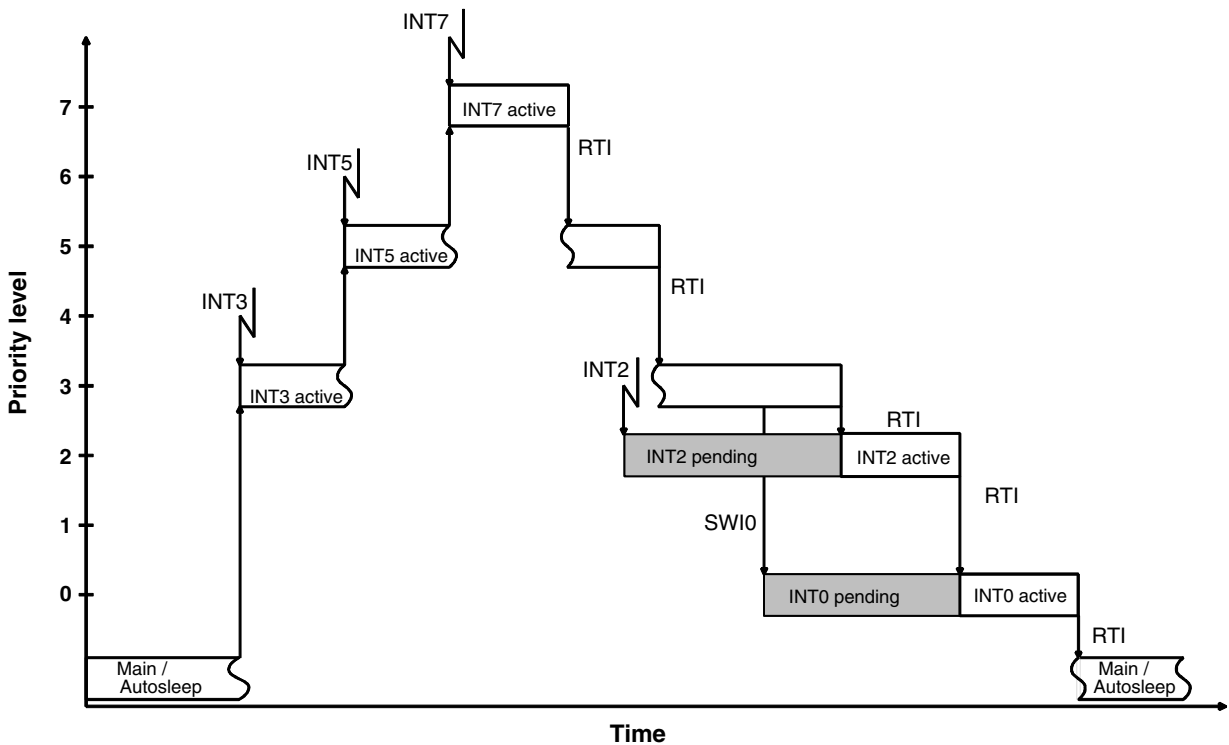 INT7
7
INT7 active
RTI
INT5
6
5
INT5 active
RTI
INT3
4
INT2
3
INT3 active
RTI
2
INT2 pending
INT2 active
RTI
SWI0
1
0
INT0 pending
INT0 active
RTI
Main /
Autosleep
Main /
Autosleep
Priority level
Time